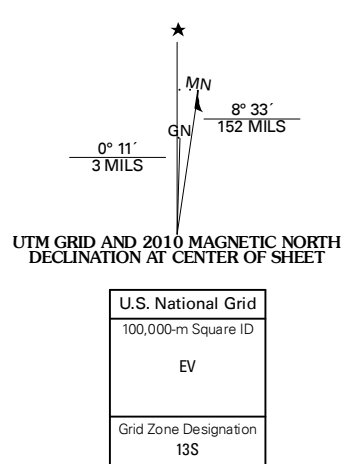 ★
MN
8° 33´
152 MILS
GN
0° 11´
3 MILS
UTM GRID AND 2010 MAGNETIC NORTH
DECLINATION AT CENTER OF SHEET
U.S. National Grid
100,000-m Square ID
EV
Grid Zone Designation
13S